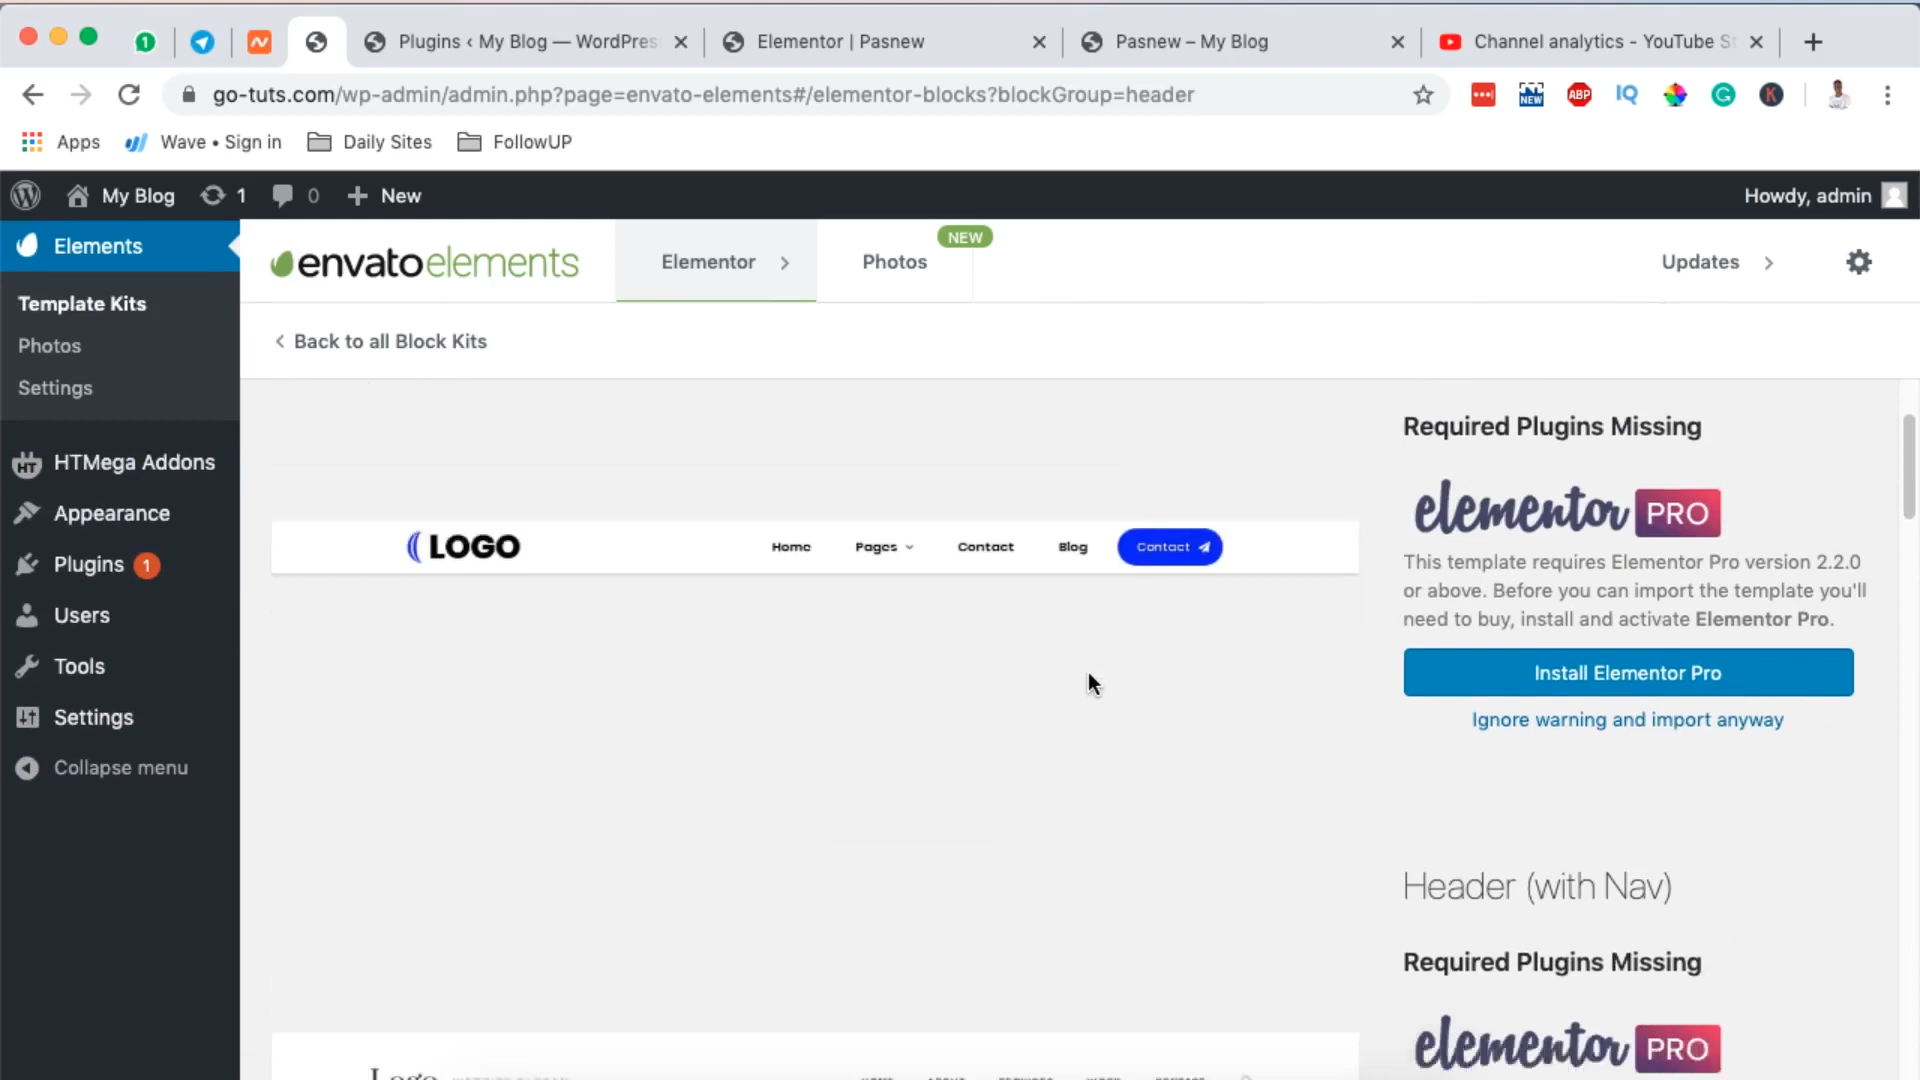 1
Plugins ‹ My Blog — WordPres
Elementor | Pasnew
Pasnew – My Blog
Channel analytics - YouTube S
go-tuts.com/wp-admin/admin.php?page=envato-elements#/elementor-blocks?blockGroup=header
NEW
ABP
IQ
G
K
Apps
Wave • Sign in
Daily Sites
FollowUP
My Blog
1
0
New
Howdy, admin
Elements
Template Kits
Photos
Settings
HT
HTMega Addons
Appearance
Plugins 1
Users
Tools
Settings
Collapse menu
envatoelements
Elementor
Photos
NEW
Updates
Back to all Block Kits
LOGO
Home
Pages
Contact
Blog
Contact
Required Plugins Missing
elementor PRO
This template requires Elementor Pro version 2.2.0
or above. Before you can import the template you'll
need to buy, install and activate Elementor Pro.
Install Elementor Pro
Ignore warning and import anyway
Header (with Nav)
Required Plugins Missing
elementor PRO
Logo